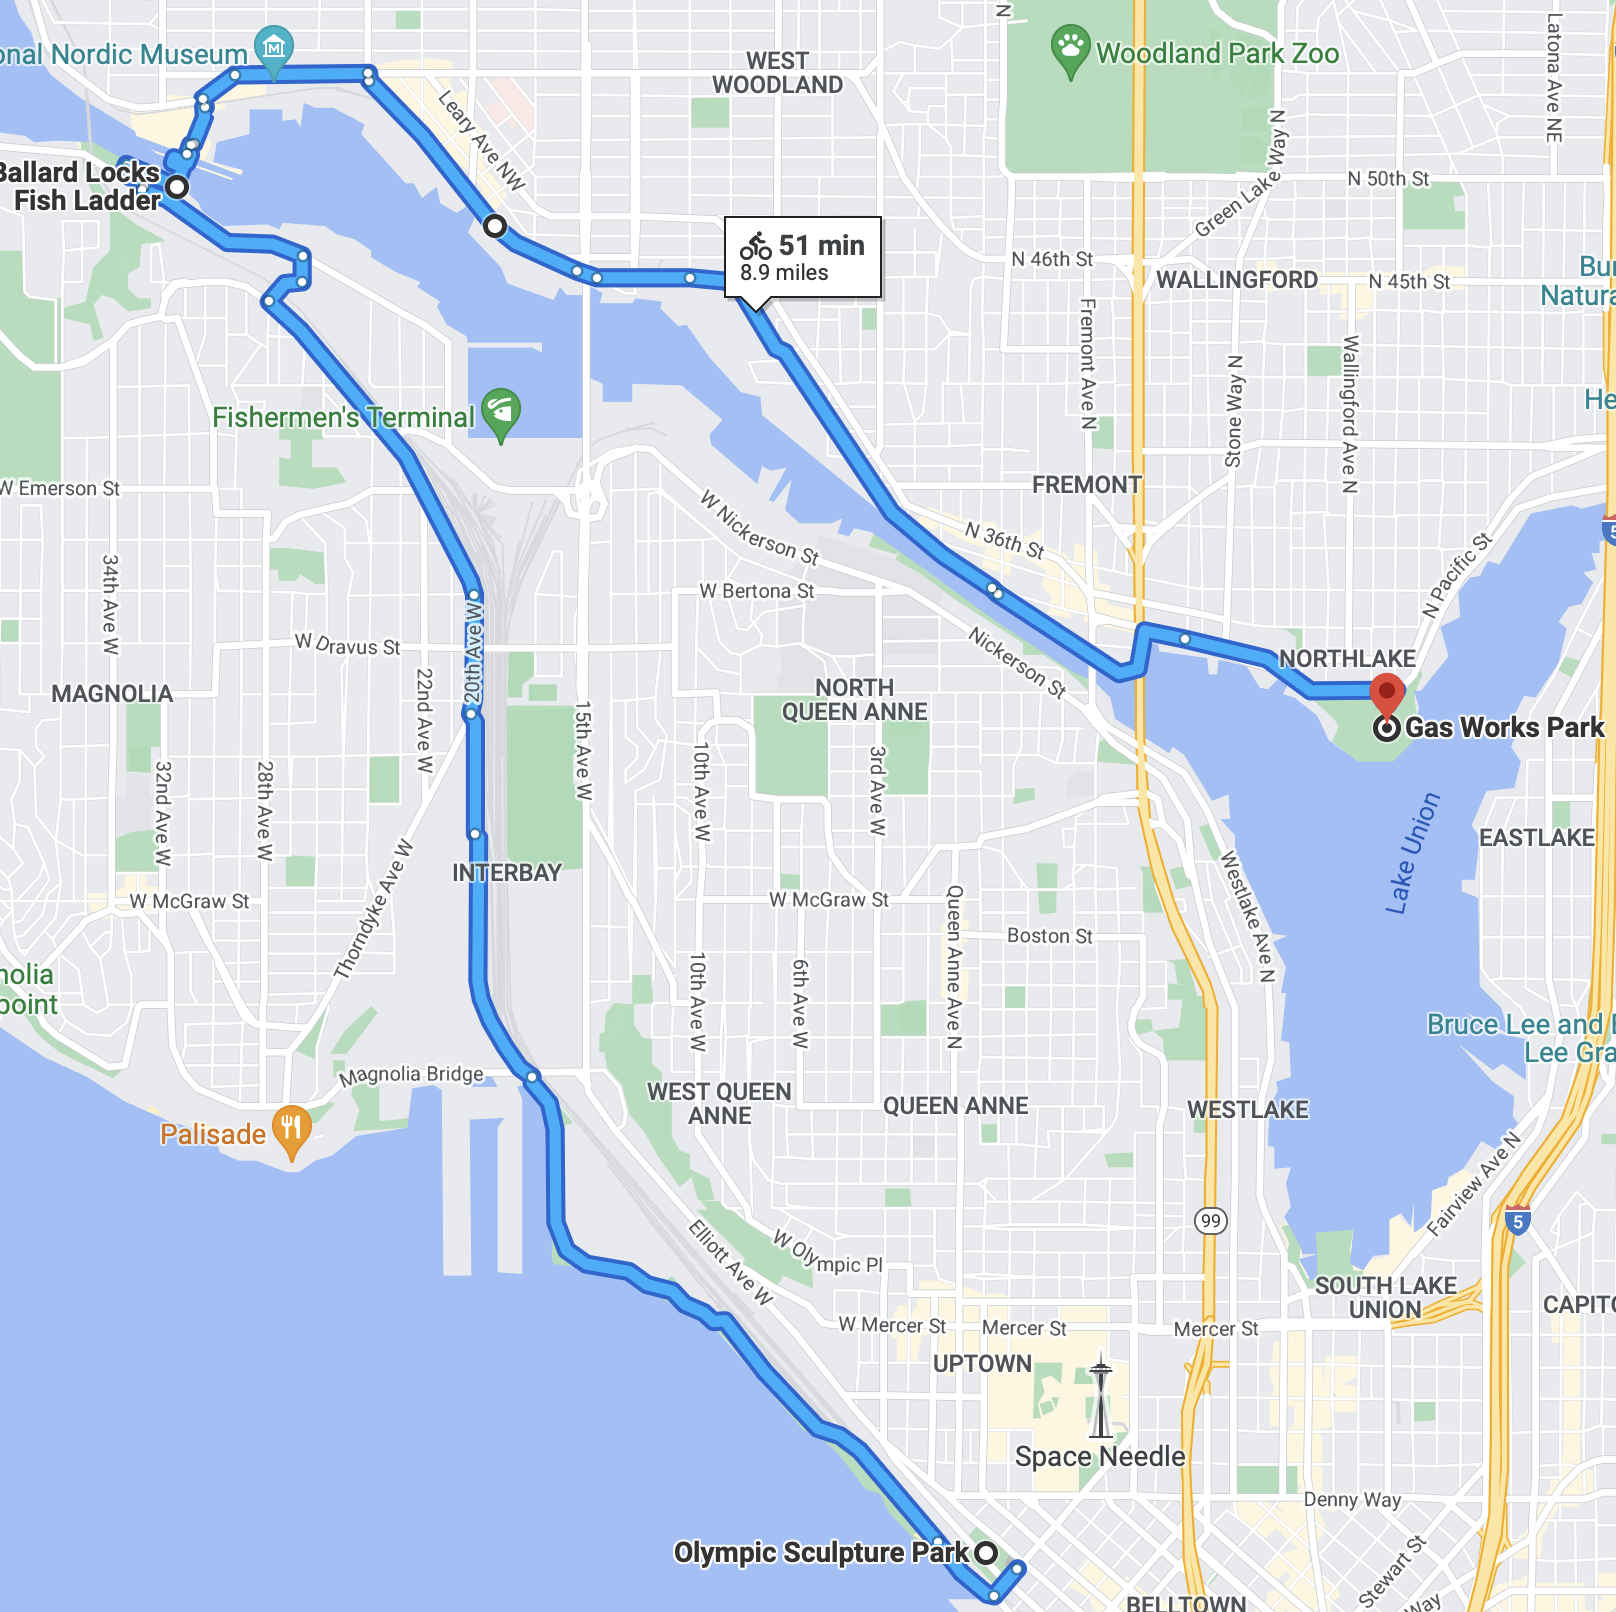 onal Nordic Museum
WEST
WOODLAND
Woodland Park Zoo
N
Latona Ave NE
Leary Ave NW
Green Lake Way N
N 50th St
Ballard Locks
Fish Ladder
51 min
8.9 miles
N 46th St
WALLINGFORD
N 45th St
Bu
Natura
Fremont Ave N
Stone Way N
Wallingford Ave N
He
Fishermen's Terminal
W Emerson St
W Nickerson St
FREMONT
N 36th St
5
N Pacific St
34th Ave W
W Bertona St
20th Ave W
W Dravus St
Nickerson St
NORTHLAKE
MAGNOLIA
22nd Ave W
NORTH
QUEEN ANNE
Gas Works Park
15th Ave W
10th Ave W
3rd Ave W
32nd Ave W
28th Ave W
Lake Union
EASTLAKE
INTERBAY
Thorndyke Ave W
Westlake Ave N
W McGraw St
W McGraw St
Queen Anne Ave N
Boston St
nolia
point
10th Ave W
6th Ave W
Bruce Lee and B
Lee Gra
Magnolia Bridge
WEST QUEEN
ANNE
QUEEN ANNE
WESTLAKE
Palisade
Fairview Ave N
99
5
Elliott Ave W
W Olympic Pl
SOUTH LAKE
UNION
CAPITO
W Mercer St
Mercer St
Mercer St
UPTOWN
Space Needle
Denny Way
Olympic Sculpture Park
Stewart St
BELLTOWN
Way